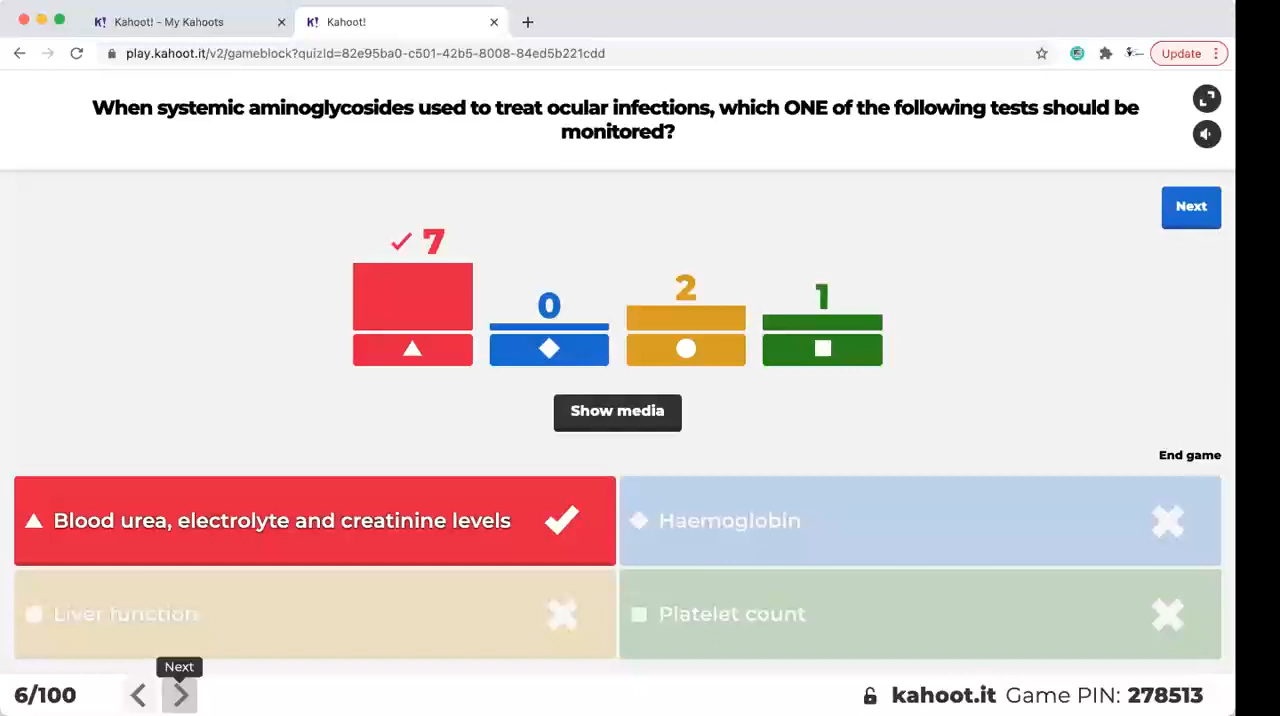 K! Kahoot! - My Kahoots
K! Kahoot!
play.kahoot.it/v2/gameblock?quizId=82e95ba0-c501-42b5-8008-84ed5b221cdd
Update
When systemic aminoglycosides used to treat ocular infections, which ONE of the following tests should be
monitored?
Next
7
0
2
1
Show media
End game
Blood urea, electrolyte and creatinine levels
Haemoglobin
Liver function
Platelet count
Next
6/100
kahoot.it Game PIN: 278513